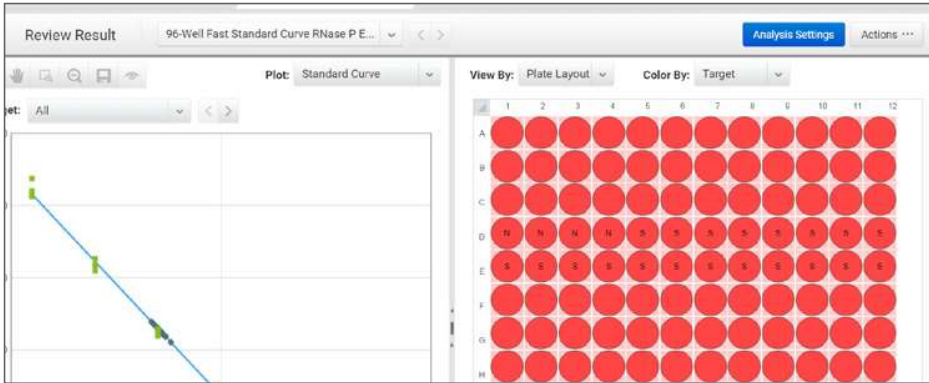 Review Result
96-Well Fast Standard Curve RNase P E...
Analysis Settings
Actions ···
Plot: Standard Curve
et: All
View By: Plate Layout
Color By: Target
1 2 3 4 5 6 7 8 9 10 11 12
A
B
C
D N N N N S S S S S S S S
E S S S S S S S S S S S S
F
G
H